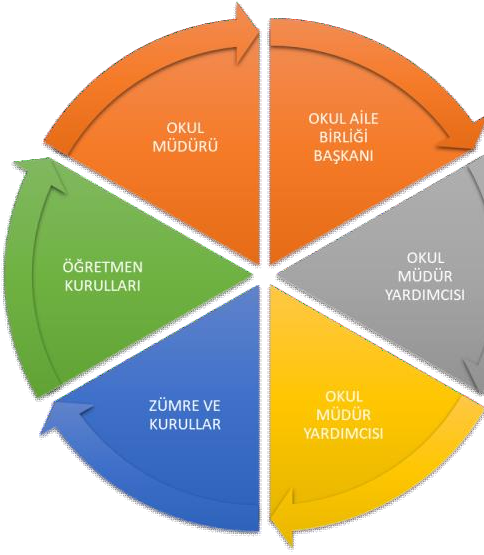 OKUL
MÜDÜRÜ
OKUL AİLE
BİRLİĞİ
BAŞKANI
OKUL
MÜDÜR
YARDIMCISI
OKUL
MÜDÜR
YARDIMCISI
ZÜMRE VE
KURULLAR
ÖĞRETMEN
KURULLARI